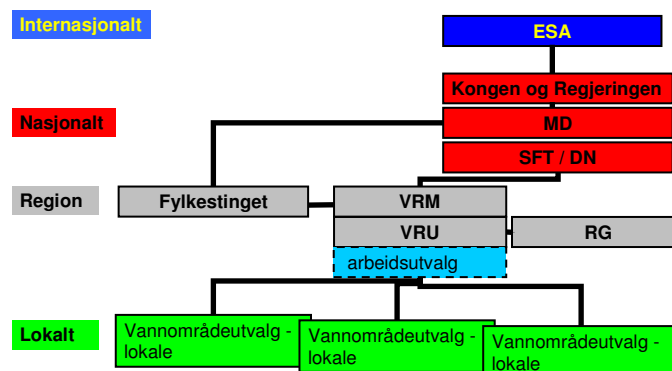 Internasjonalt
ESA
Kongen og Regjeringen
Nasjonalt
MD
SFT / DN
Region
Fylkestinget
VRM
VRU
RG
arbeidsutvalg
Lokalt
Vannområdeutvalg -
lokale
Vannområdeutvalg -
lokale
Vannområdeutvalg -
lokale